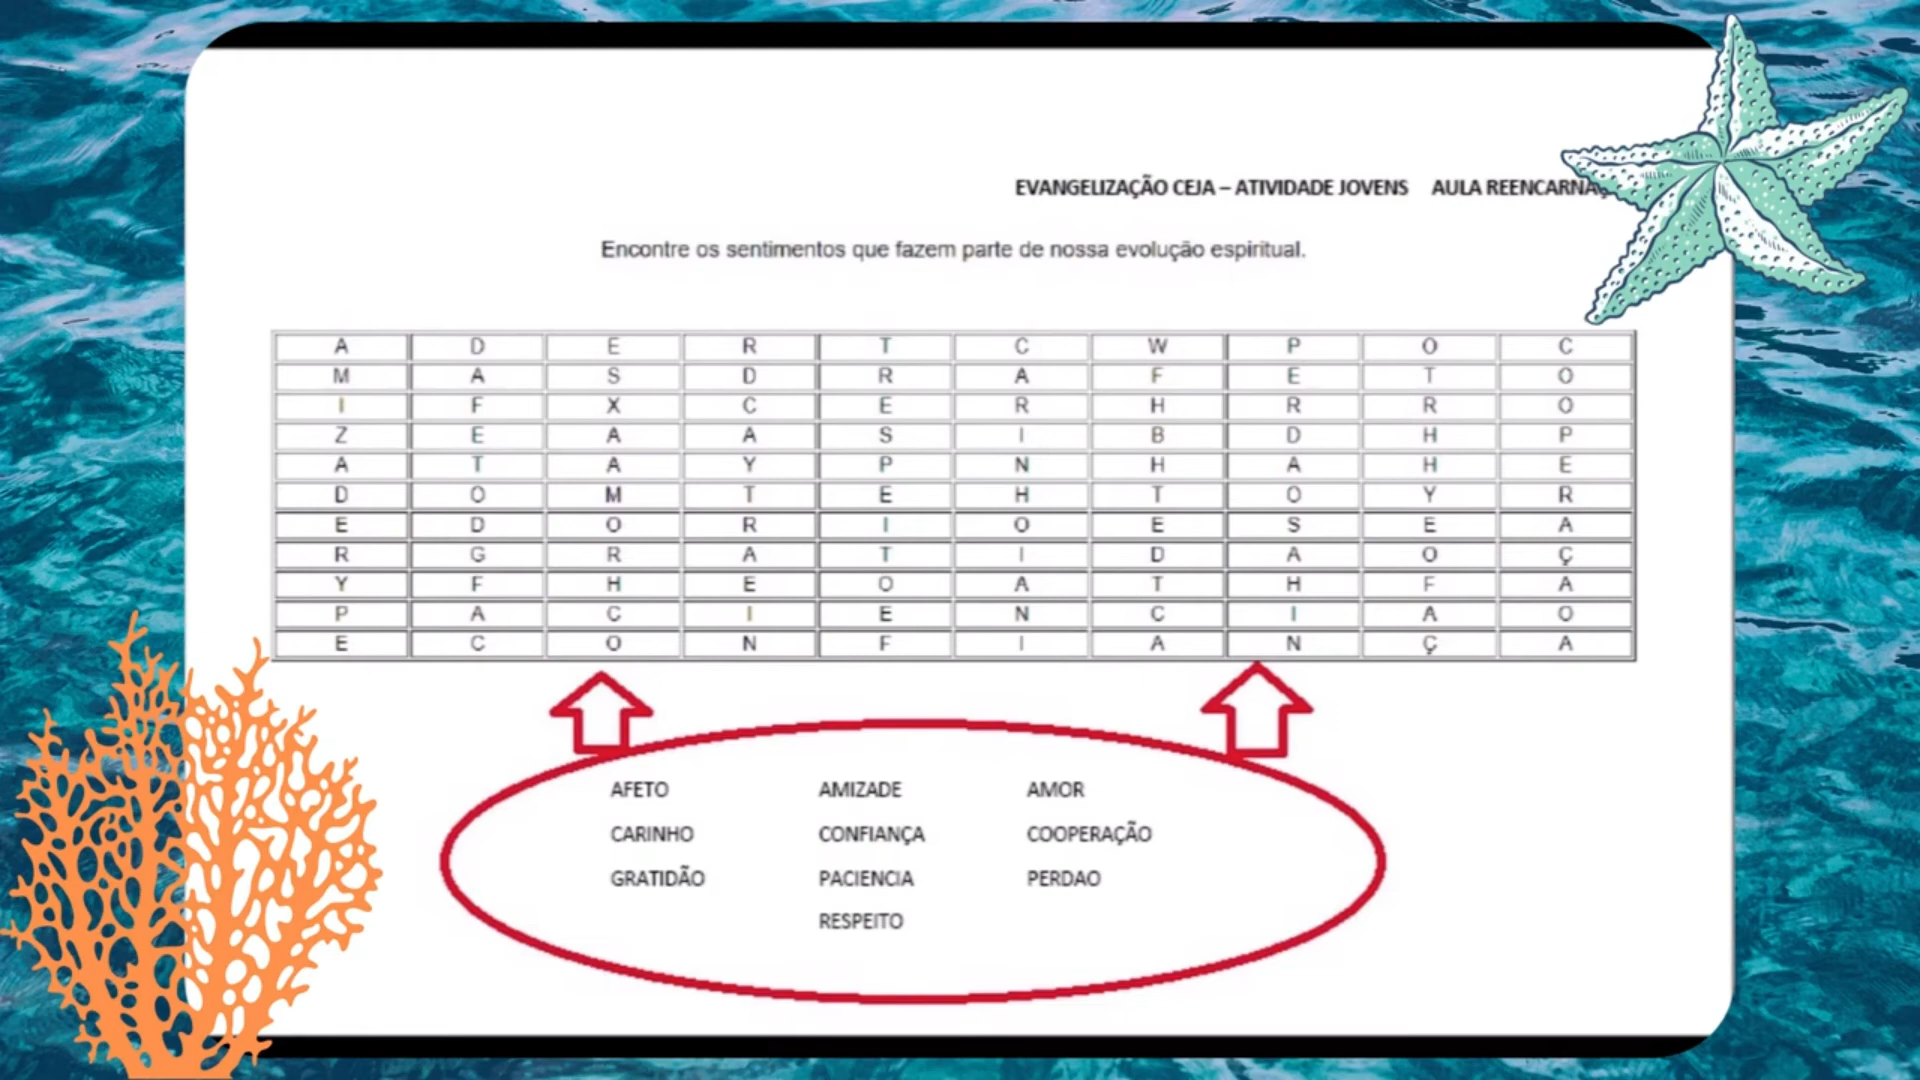 EVANGELIZAÇÃO CEJA – ATIVIDADE JOVENS AULA
Encontre os sentimentos que fazem parte de nossa evolução espiritual.
A D E R T C W P O C
M A S D R A F E T O
I F X C E R H R R O
Z E A A S I B D H P
A T A Y P N H A H E
D O M T E H T O Y R
E D O R I O E S E A
R G R A T I D A O Ç
Y F H E O A T H F A
P A C I E N C I A O
E C O N F I A N Ç A
AFETO AMIZADE AMOR
CARINHO CONFIANÇA COOPERAÇÃO
GRATIDÃO PACIENCIA PERDAO
RESPEITO